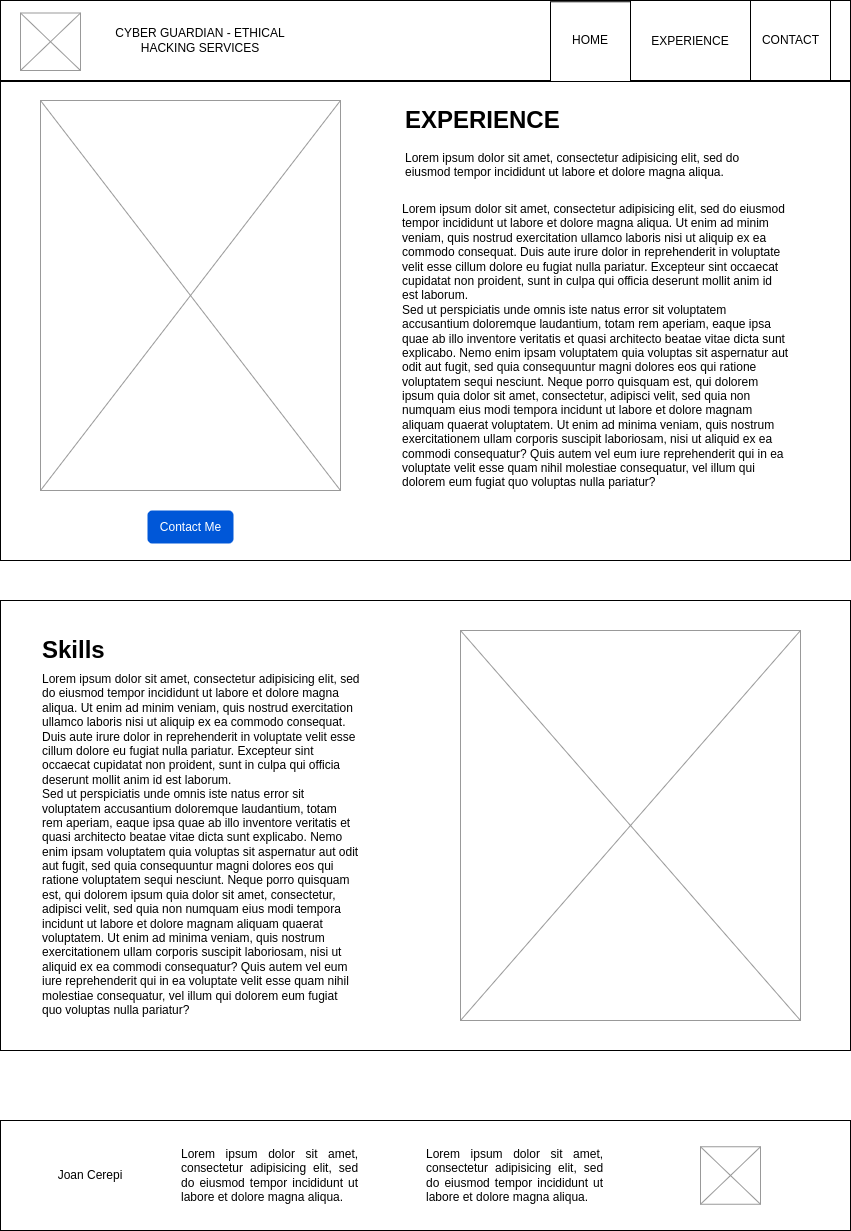 CYBER GUARDIAN - ETHICAL
HACKING SERVICES
HOME
EXPERIENCE
CONTACT
EXPERIENCE
Lorem ipsum dolor sit amet, consectetur adipisicing elit, sed do
eiusmod tempor incididunt ut labore et dolore magna aliqua.
Lorem ipsum dolor sit amet, consectetur adipisicing elit, sed do eiusmod
tempor incididunt ut labore et dolore magna aliqua. Ut enim ad minim
veniam, quis nostrud exercitation ullamco laboris nisi ut aliquip ex ea
commodo consequat. Duis aute irure dolor in reprehenderit in voluptate
velit esse cillum dolore eu fugiat nulla pariatur. Excepteur sint occaecat
cupidatat non proident, sunt in culpa qui officia deserunt mollit anim id
est laborum.
Sed ut perspiciatis unde omnis iste natus error sit voluptatem
accusantium doloremque laudantium, totam rem aperiam, eaque ipsa
quae ab illo inventore veritatis et quasi architecto beatae vitae dicta sunt
explicabo. Nemo enim ipsam voluptatem quia voluptas sit aspernatur aut
odit aut fugit, sed quia consequuntur magni dolores eos qui ratione
voluptatem sequi nesciunt. Neque porro quisquam est, qui dolorem
ipsum quia dolor sit amet, consectetur, adipisci velit, sed quia non
numquam eius modi tempora incidunt ut labore et dolore magnam
aliquam quaerat voluptatem. Ut enim ad minima veniam, quis nostrum
exercitationem ullam corporis suscipit laboriosam, nisi ut aliquid ex ea
commodi consequatur? Quis autem vel eum iure reprehenderit qui in ea
voluptate velit esse quam nihil molestiae consequatur, vel illum qui
dolorem eum fugiat quo voluptas nulla pariatur?
Contact Me
Skills
Lorem ipsum dolor sit amet, consectetur adipisicing elit, sed
do eiusmod tempor incididunt ut labore et dolore magna
aliqua. Ut enim ad minim veniam, quis nostrud exercitation
ullamco laboris nisi ut aliquip ex ea commodo consequat.
Duis aute irure dolor in reprehenderit in voluptate velit esse
cillum dolore eu fugiat nulla pariatur. Excepteur sint
occaecat cupidatat non proident, sunt in culpa qui officia
deserunt mollit anim id est laborum.
Sed ut perspiciatis unde omnis iste natus error sit
voluptatem accusantium doloremque laudantium, totam
rem aperiam, eaque ipsa quae ab illo inventore veritatis et
quasi architecto beatae vitae dicta sunt explicabo. Nemo
enim ipsam voluptatem quia voluptas sit aspernatur aut odit
aut fugit, sed quia consequuntur magni dolores eos qui
ratione voluptatem sequi nesciunt. Neque porro quisquam
est, qui dolorem ipsum quia dolor sit amet, consectetur,
adipisci velit, sed quia non numquam eius modi tempora
incidunt ut labore et dolore magnam aliquam quaerat
voluptatem. Ut enim ad minima veniam, quis nostrum
exercitationem ullam corporis suscipit laboriosam, nisi ut
aliquid ex ea commodi consequatur? Quis autem vel eum
iure reprehenderit qui in ea voluptate velit esse quam nihil
molestiae consequatur, vel illum qui dolorem eum fugiat
quo voluptas nulla pariatur?
Joan Cerepi
Lorem ipsum dolor sit amet,
consectetur adipisicing elit, sed
do eiusmod tempor incididunt ut
labore et dolore magna aliqua.
Lorem ipsum dolor sit amet,
consectetur adipisicing elit, sed
do eiusmod tempor incididunt ut
labore et dolore magna aliqua.